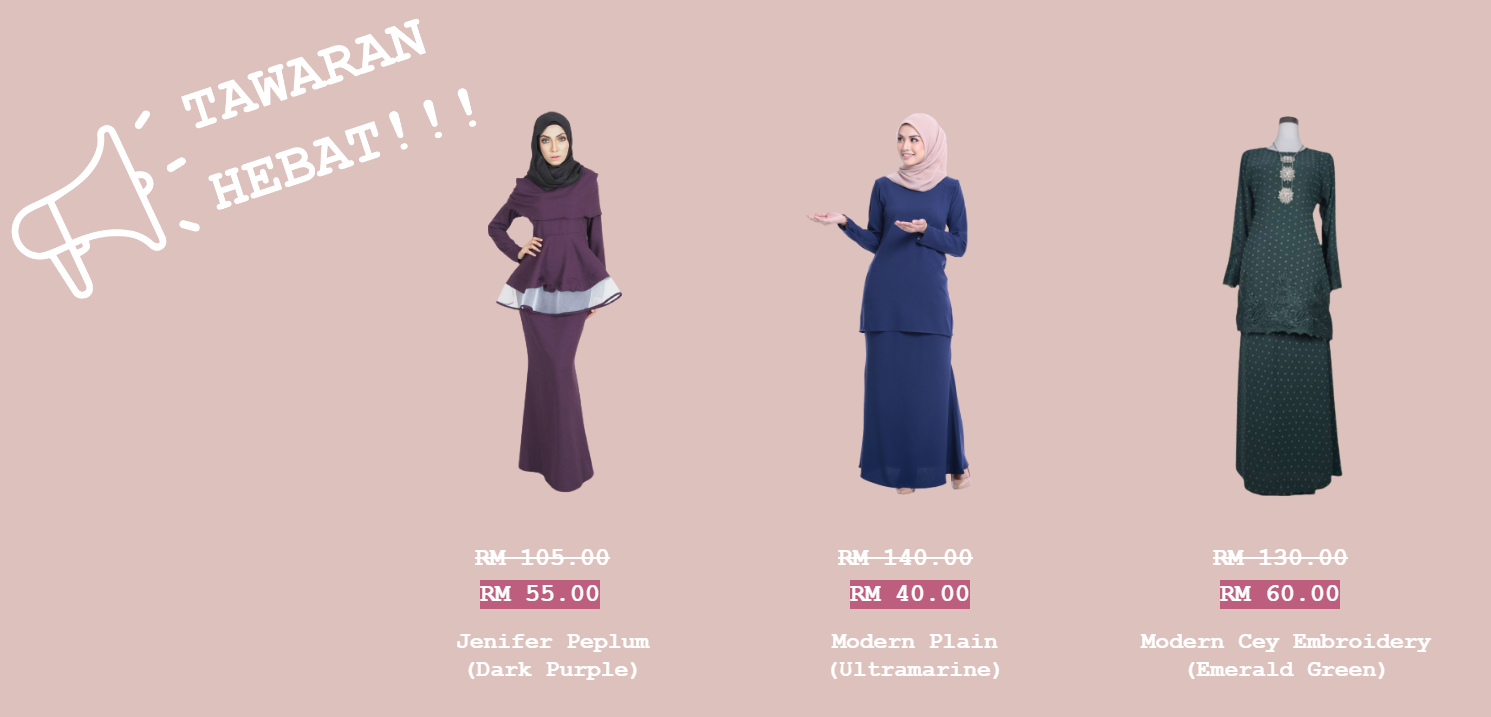 TAWARAN
HEBAT!!!
RM 105.00
RM 55.00
Jenifer Peplum
(Dark Purple)
RM 140.00
RM 40.00
Modern Plain
(Ultramarine)
RM 130.00
RM 60.00
Modern Cey Embroidery
(Emerald Green)